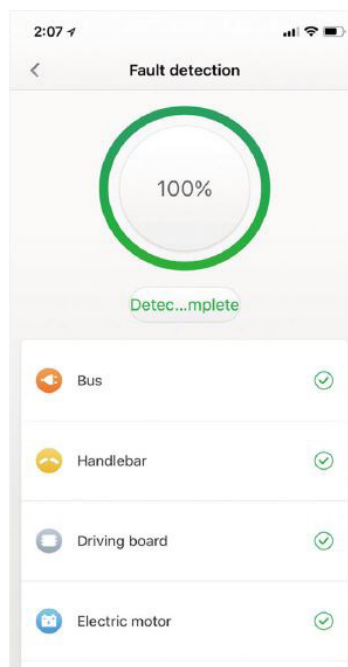 2:07
Fault detection
100%
Detec...mplete
Bus
Handlebar
Driving board
Electric motor